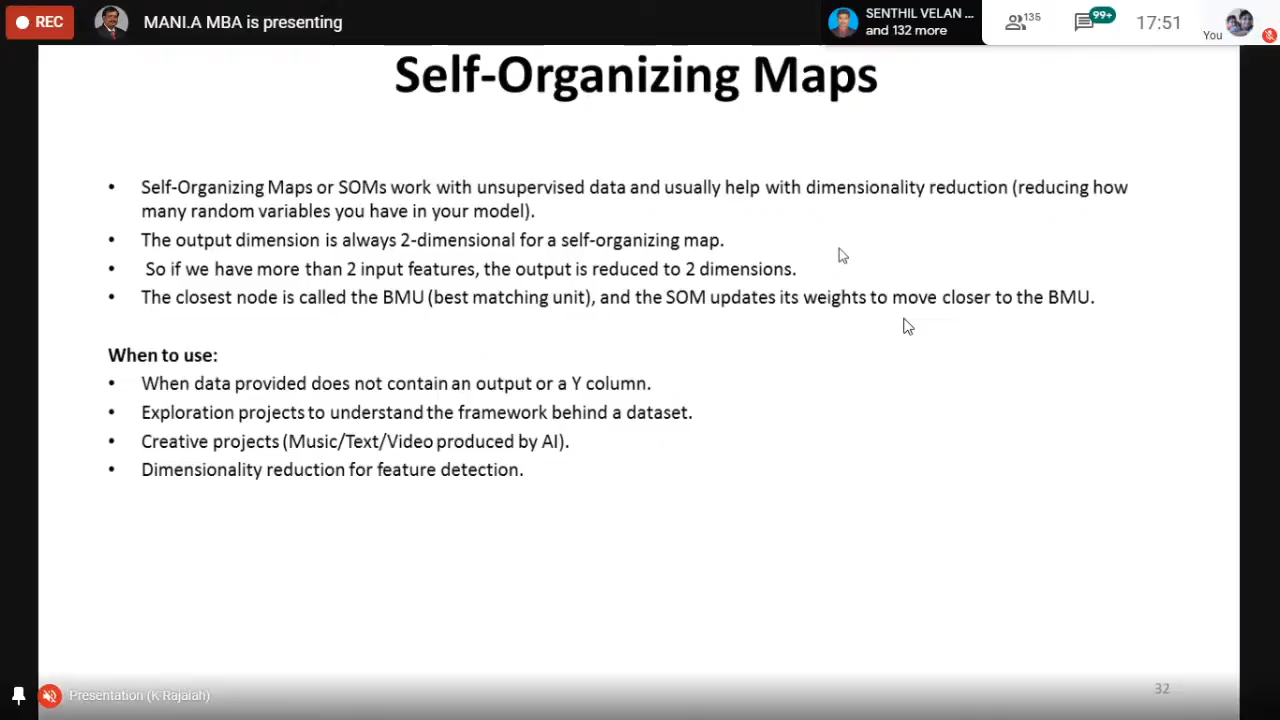 REC
MANI.A MBA is presenting
SENTHIL VELAN ...
and 132 more
135
99+
17:51
You
Self-Organizing Maps
• Self-Organizing Maps or SOMs work with unsupervised data and usually help with dimensionality reduction (reducing how
many random variables you have in your model).
• The output dimension is always 2-dimensional for a self-organizing map.
• So if we have more than 2 input features, the output is reduced to 2 dimensions.
• The closest node is called the BMU (best matching unit), and the SOM updates its weights to move closer to the BMU.
When to use:
• When data provided does not contain an output or a Y column.
• Exploration projects to understand the framework behind a dataset.
• Creative projects (Music/Text/Video produced by AI).
• Dimensionality reduction for feature detection.
Presentation (K Rajalah)
32